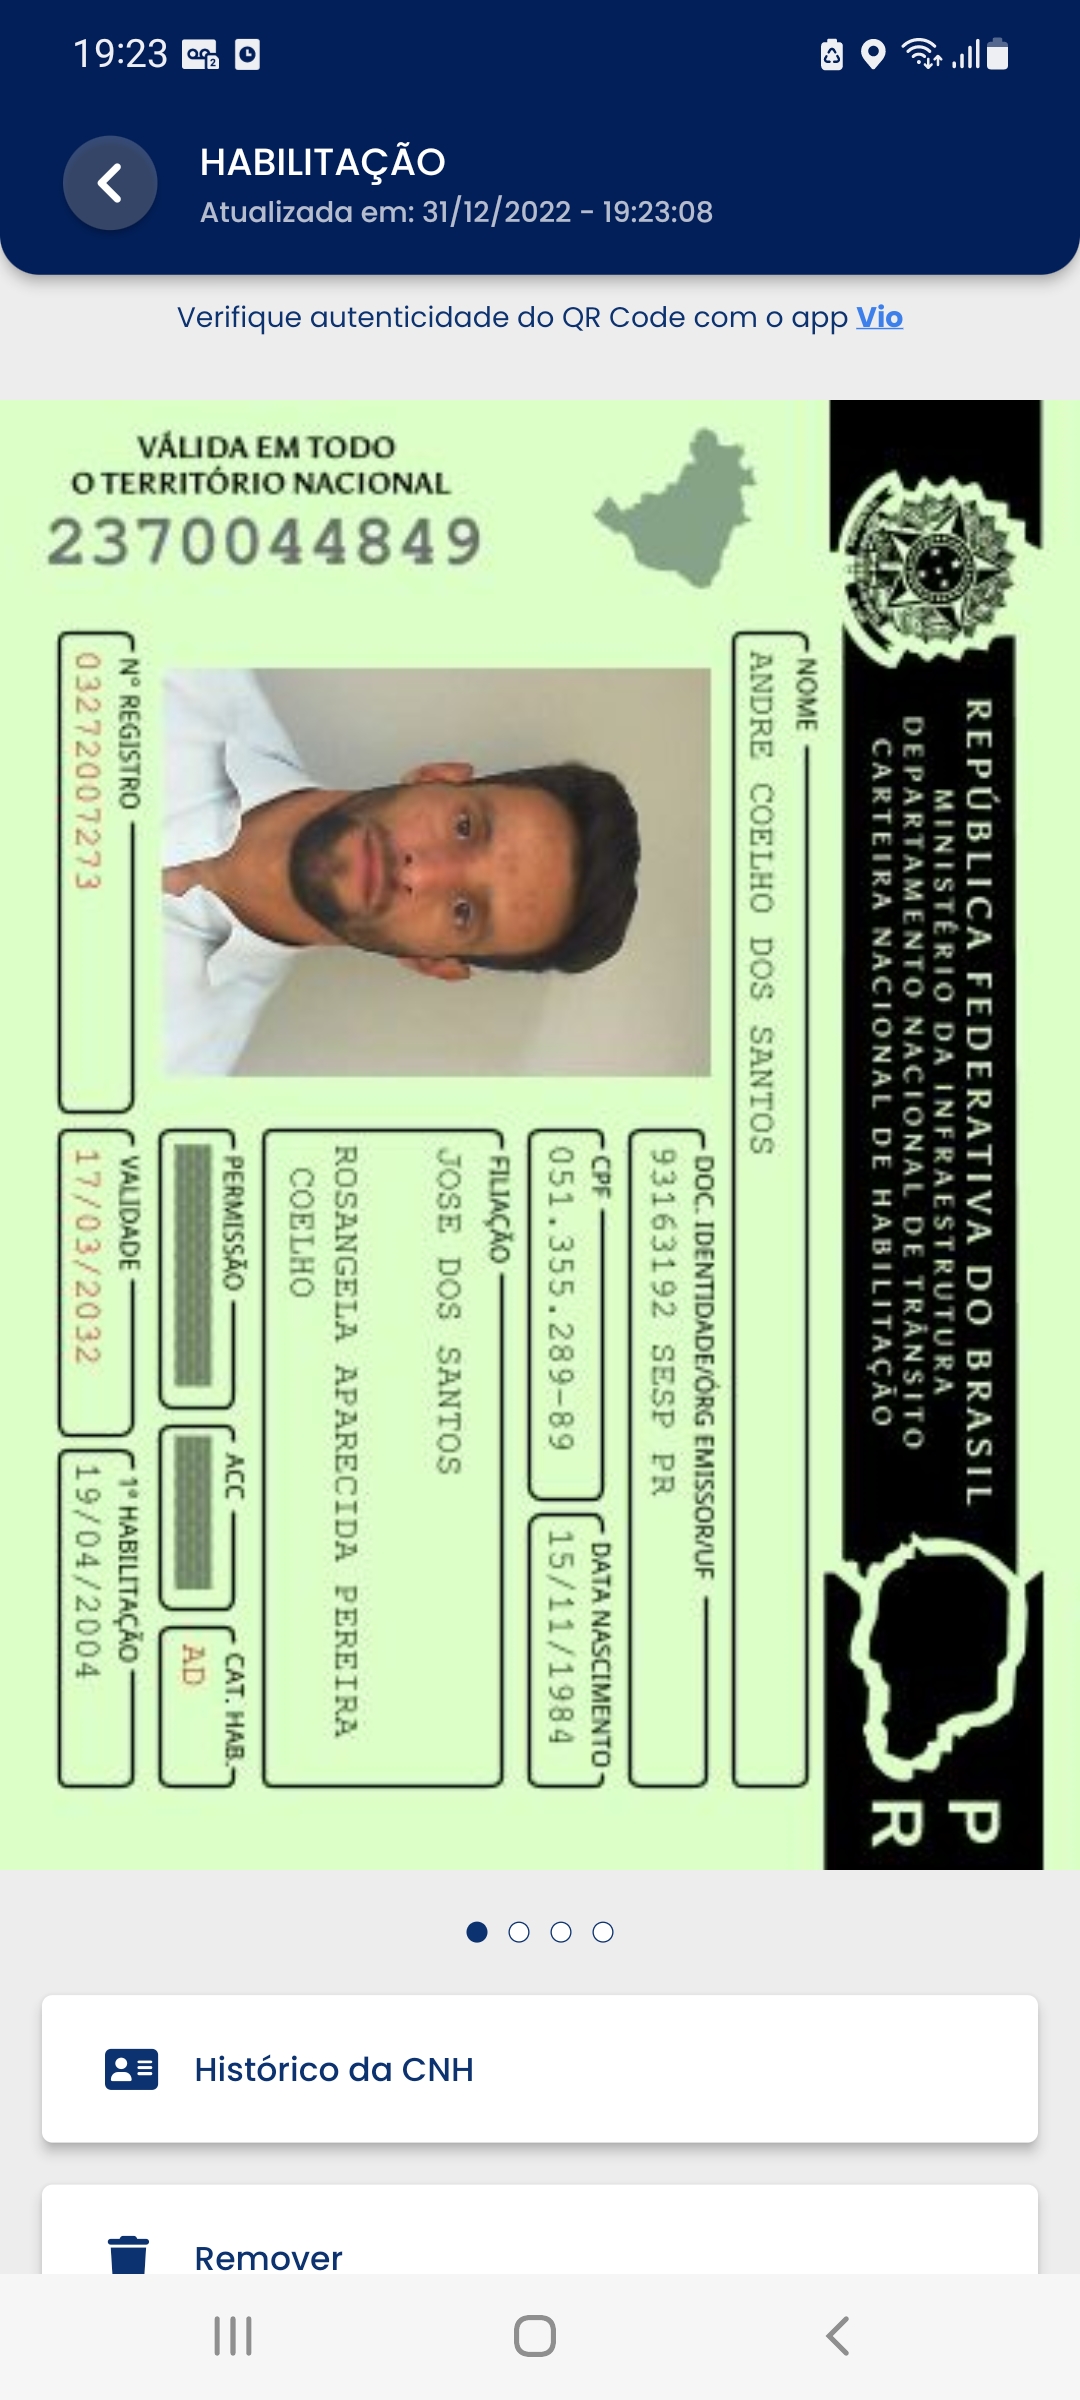 19:23
HABILITAÇÃO
Atualizada em: 31/12/2022 - 19:23:08
Verifique autenticidade do QR Code com o app Vio
VÁLIDA EM TODO
O TERRITÓRIO NACIONAL
2370044849
REPÚBLICA FEDERATIVA DO BRASIL
MINISTÉRIO DA INFRAESTRUTURA
DEPARTAMENTO NACIONAL DE TRÂNSITO
CARTEIRA NACIONAL DE HABILITAÇÃO
PR
NOME
ANDRE COELHO DOS SANTOS
DOC. IDENTIDADE/ÓRG EMISSOR/UF
93163192 SESP PR
CPF
051.355.289-89
DATA NASCIMENTO
15/11/1984
FILIAÇÃO
JOSE DOS SANTOS
ROSANGELA APARECIDA PEREIRA
COELHO
PERMISSÃO
ACC
CAT. HAB.
AD
Nº REGISTRO
03272007273
VALIDADE
17/03/2032
1ª HABILITAÇÃO
19/04/2004
Histórico da CNH
Remover